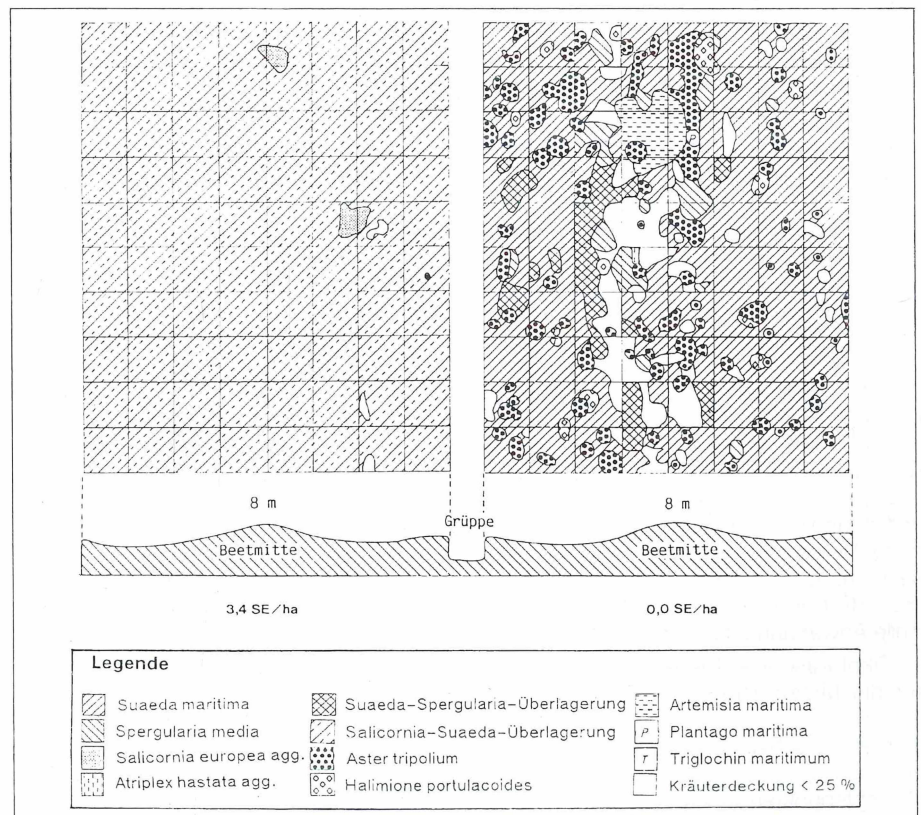 8 m
8 m
Grüppe
Beetmitte
Beetmitte
3,4 SE/ha
0,0 SE/ha
Legende
Suaeda maritima
Spergularia media
Salicornia europea agg.
Atriplex hastata agg.
Suaeda-Spergularia-Überlagerung
Salicornia-Suaeda-Überlagerung
Aster tripolium
Halimione portulacoides
Artemisia maritima
P Plantago maritima
T Triglochin maritimum
Kräuterdeckung < 25 %